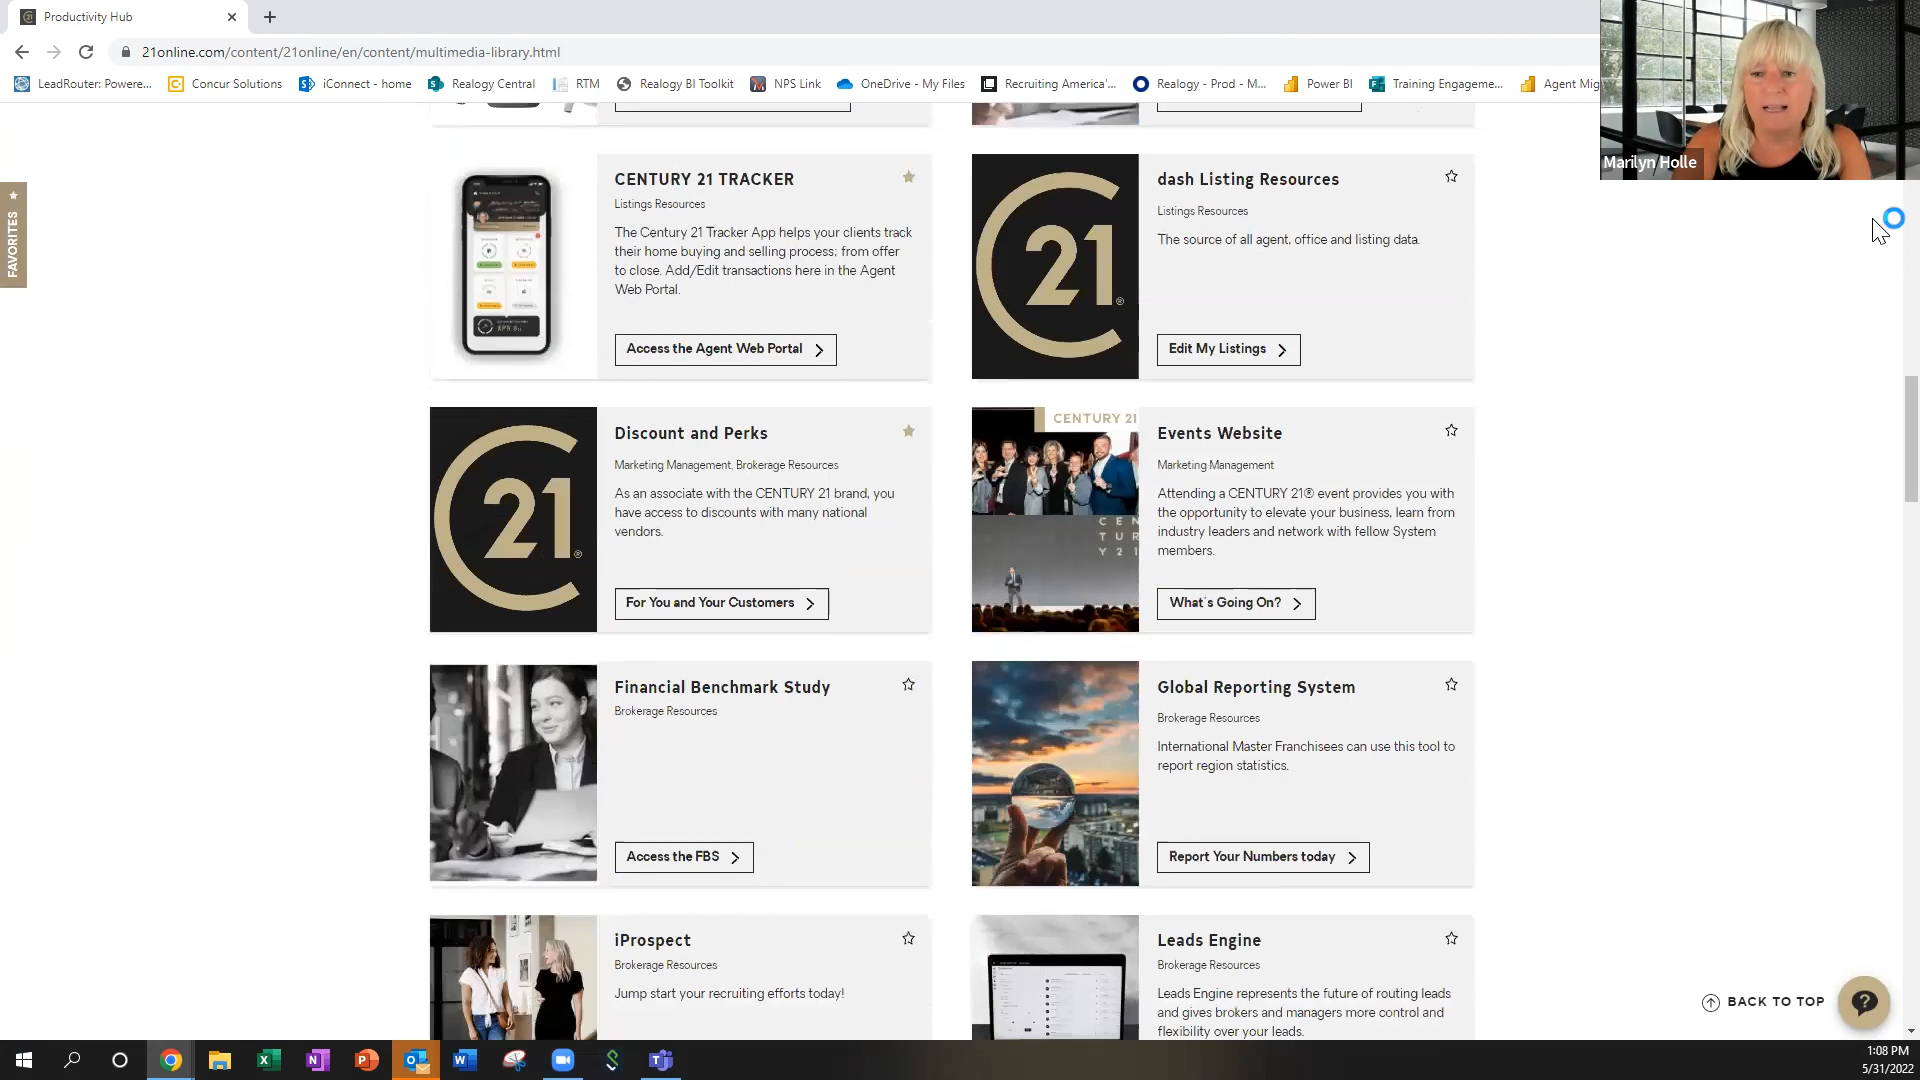 Productivity Hub
21online.com/content/21online/en/content/multimedia-library.html
LeadRouter: Powere...
Concur Solutions
iConnect - home
Realogy Central
RTM
Realogy BI Toolkit
NPS Link
OneDrive - My Files
Recruiting America'...
Realogy - Prod - M...
Power BI
Training Engageme...
Agent Mig
Marilyn Holle
FAVORITES
CENTURY 21 TRACKER
Listings Resources
The Century 21 Tracker App helps your clients track
their home buying and selling process; from offer
to close. Add/Edit transactions here in the Agent
Web Portal.
Access the Agent Web Portal
21
dash Listing Resources
Listings Resources
The source of all agent, office and listing data.
Edit My Listings
21
Discount and Perks
Marketing Management, Brokerage Resources
As an associate with the CENTURY 21 brand, you
have access to discounts with many national
vendors.
For You and Your Customers
CENTURY 21
C E N
T U R
Y 2 1
Events Website
Marketing Management
Attending a CENTURY 21® event provides you with
the opportunity to elevate your business, learn from
industry leaders and network with fellow System
members.
What's Going On?
Financial Benchmark Study
Brokerage Resources
Access the FBS
Global Reporting System
Brokerage Resources
International Master Franchisees can use this tool to
report region statistics.
Report Your Numbers today
iProspect
Brokerage Resources
Jump start your recruiting efforts today!
Leads Engine
Brokerage Resources
Leads Engine represents the future of routing leads
and gives brokers and managers more control and
flexibility over your leads.
BACK TO TOP
1:08 PM
5/31/2022